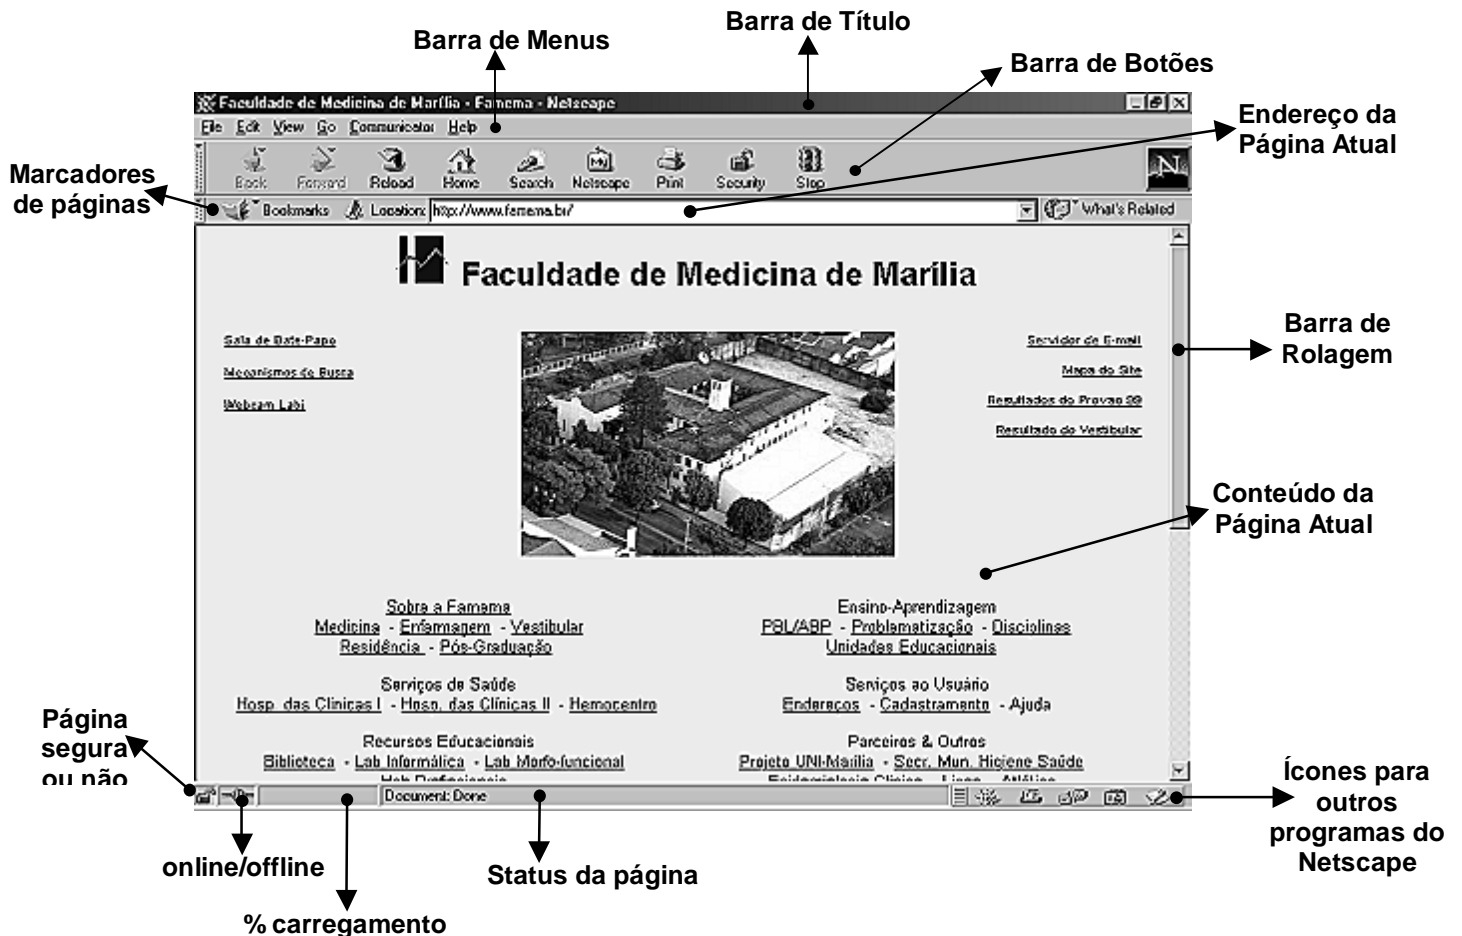 Barra de Título
Barra de Menus
Barra de Botões
Faculdade de Medicina de Marília - Famema - Netscape
File Edit View Go Communicator Help
Endereço da
Página Atual
Back Forward Reload Home Search Netscape Print Security Stop
My
N
Marcadores
de páginas
Bookmarks Location: http://www.famema.br/ What's Related
Faculdade de Medicina de Marília
Sala de Bate-Papo
Mecanismos de Busca
Webcam Labi
Servidor de E-mail
Mapa do Site
Resultados do Provao 99
Resultado do Vestibular
Barra de
Rolagem
Conteúdo da
Página Atual
Sobre a Famema
Medicina - Enfermagem - Vestibular
Residência - Pós-Graduação
Ensino-Aprendizagem
PBL/ABP - Problematização - Disciplinas
Unidades Educacionais
Serviços de Saúde
Hosp. das Clínicas I - Hosp. das Clínicas II - Hemocentro
Serviços ao Usuário
Endereços - Cadastramento - Ajuda
Recursos Educacionais
Biblioteca - Lab Informática - Lab Morfo-funcional
Parceiros & Outros
Projeto UNI-Marília - Secr. Mun. Higiene Saúde
Página
segura
ou não
Document: Done
Ícones para
outros
programas do
Netscape
online/offline
Status da página
% carregamento